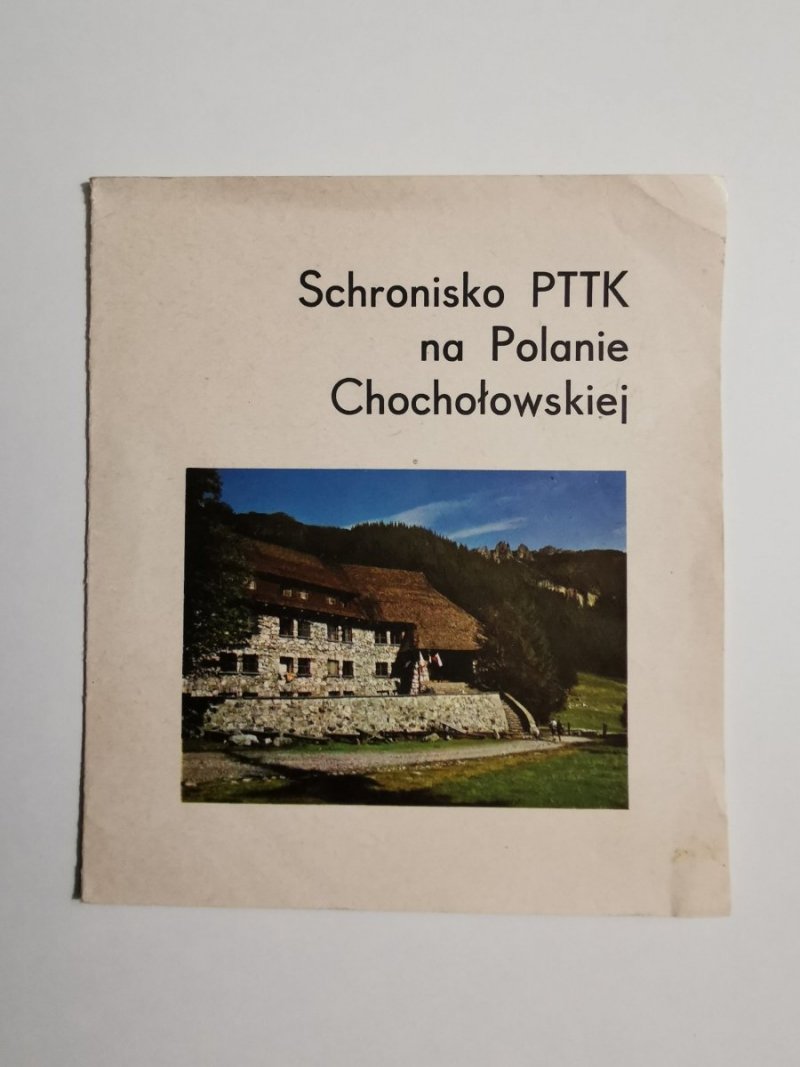 Schronisko PTTK
na Polanie
Chochołowskiej